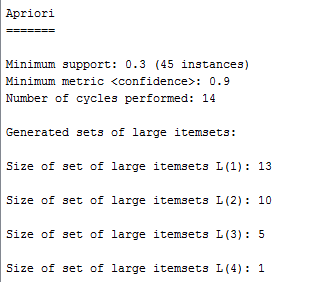 Apriori
=======
Minimum support: 0.3 (45 instances)
Minimum metric <confidence>: 0.9
Number of cycles performed: 14
Generated sets of large itemsets:
Size of set of large itemsets L(1): 13
Size of set of large itemsets L(2): 10
Size of set of large itemsets L(3): 5
Size of set of large itemsets L(4): 1